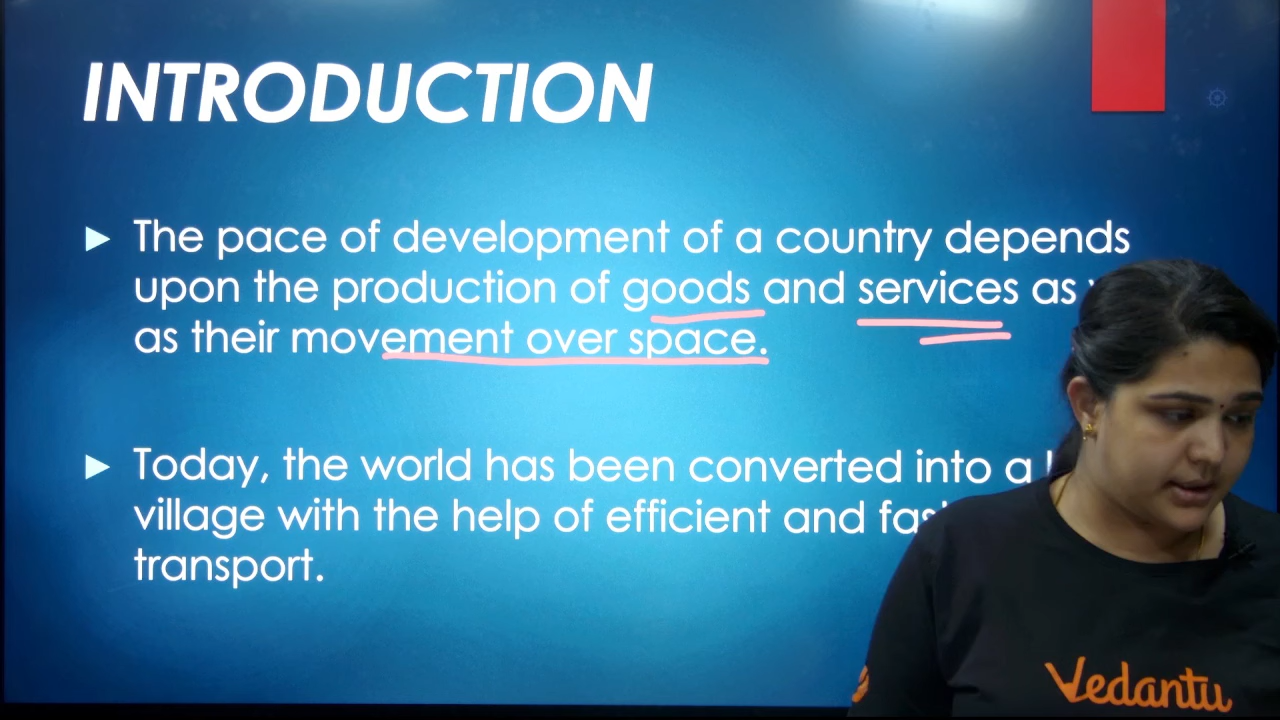 INTRODUCTION
The pace of development of a country depends
upon the production of goods and services as
as their movement over space.
Today, the world has been converted into a
village with the help of efficient and
transport.
Vedantu